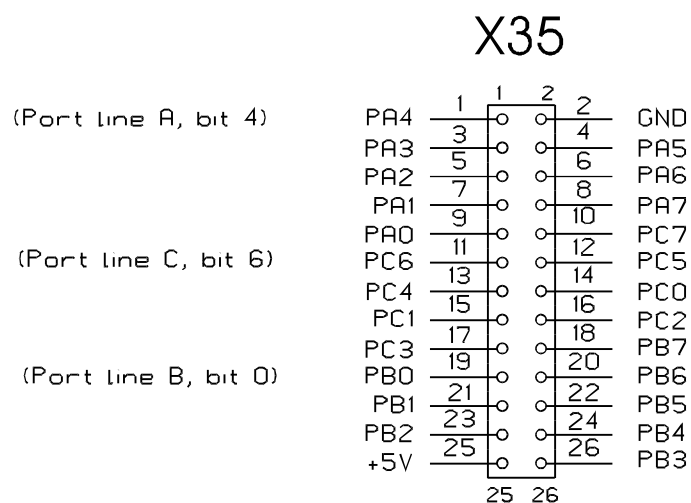 X35
1 2
(Port line A, bit 4) PA4 1 2 GND
PA3 3 4 PA5
PA2 5 6 PA6
PA1 7 8 PA7
PA0 9 10 PC7
(Port line C, bit 6) PC6 11 12 PC5
PC4 13 14 PC0
PC1 15 16 PC2
PC3 17 18 PB7
(Port line B, bit 0) PB0 19 20 PB6
PB1 21 22 PB5
PB2 23 24 PB4
+5V 25 26 PB3
25 26